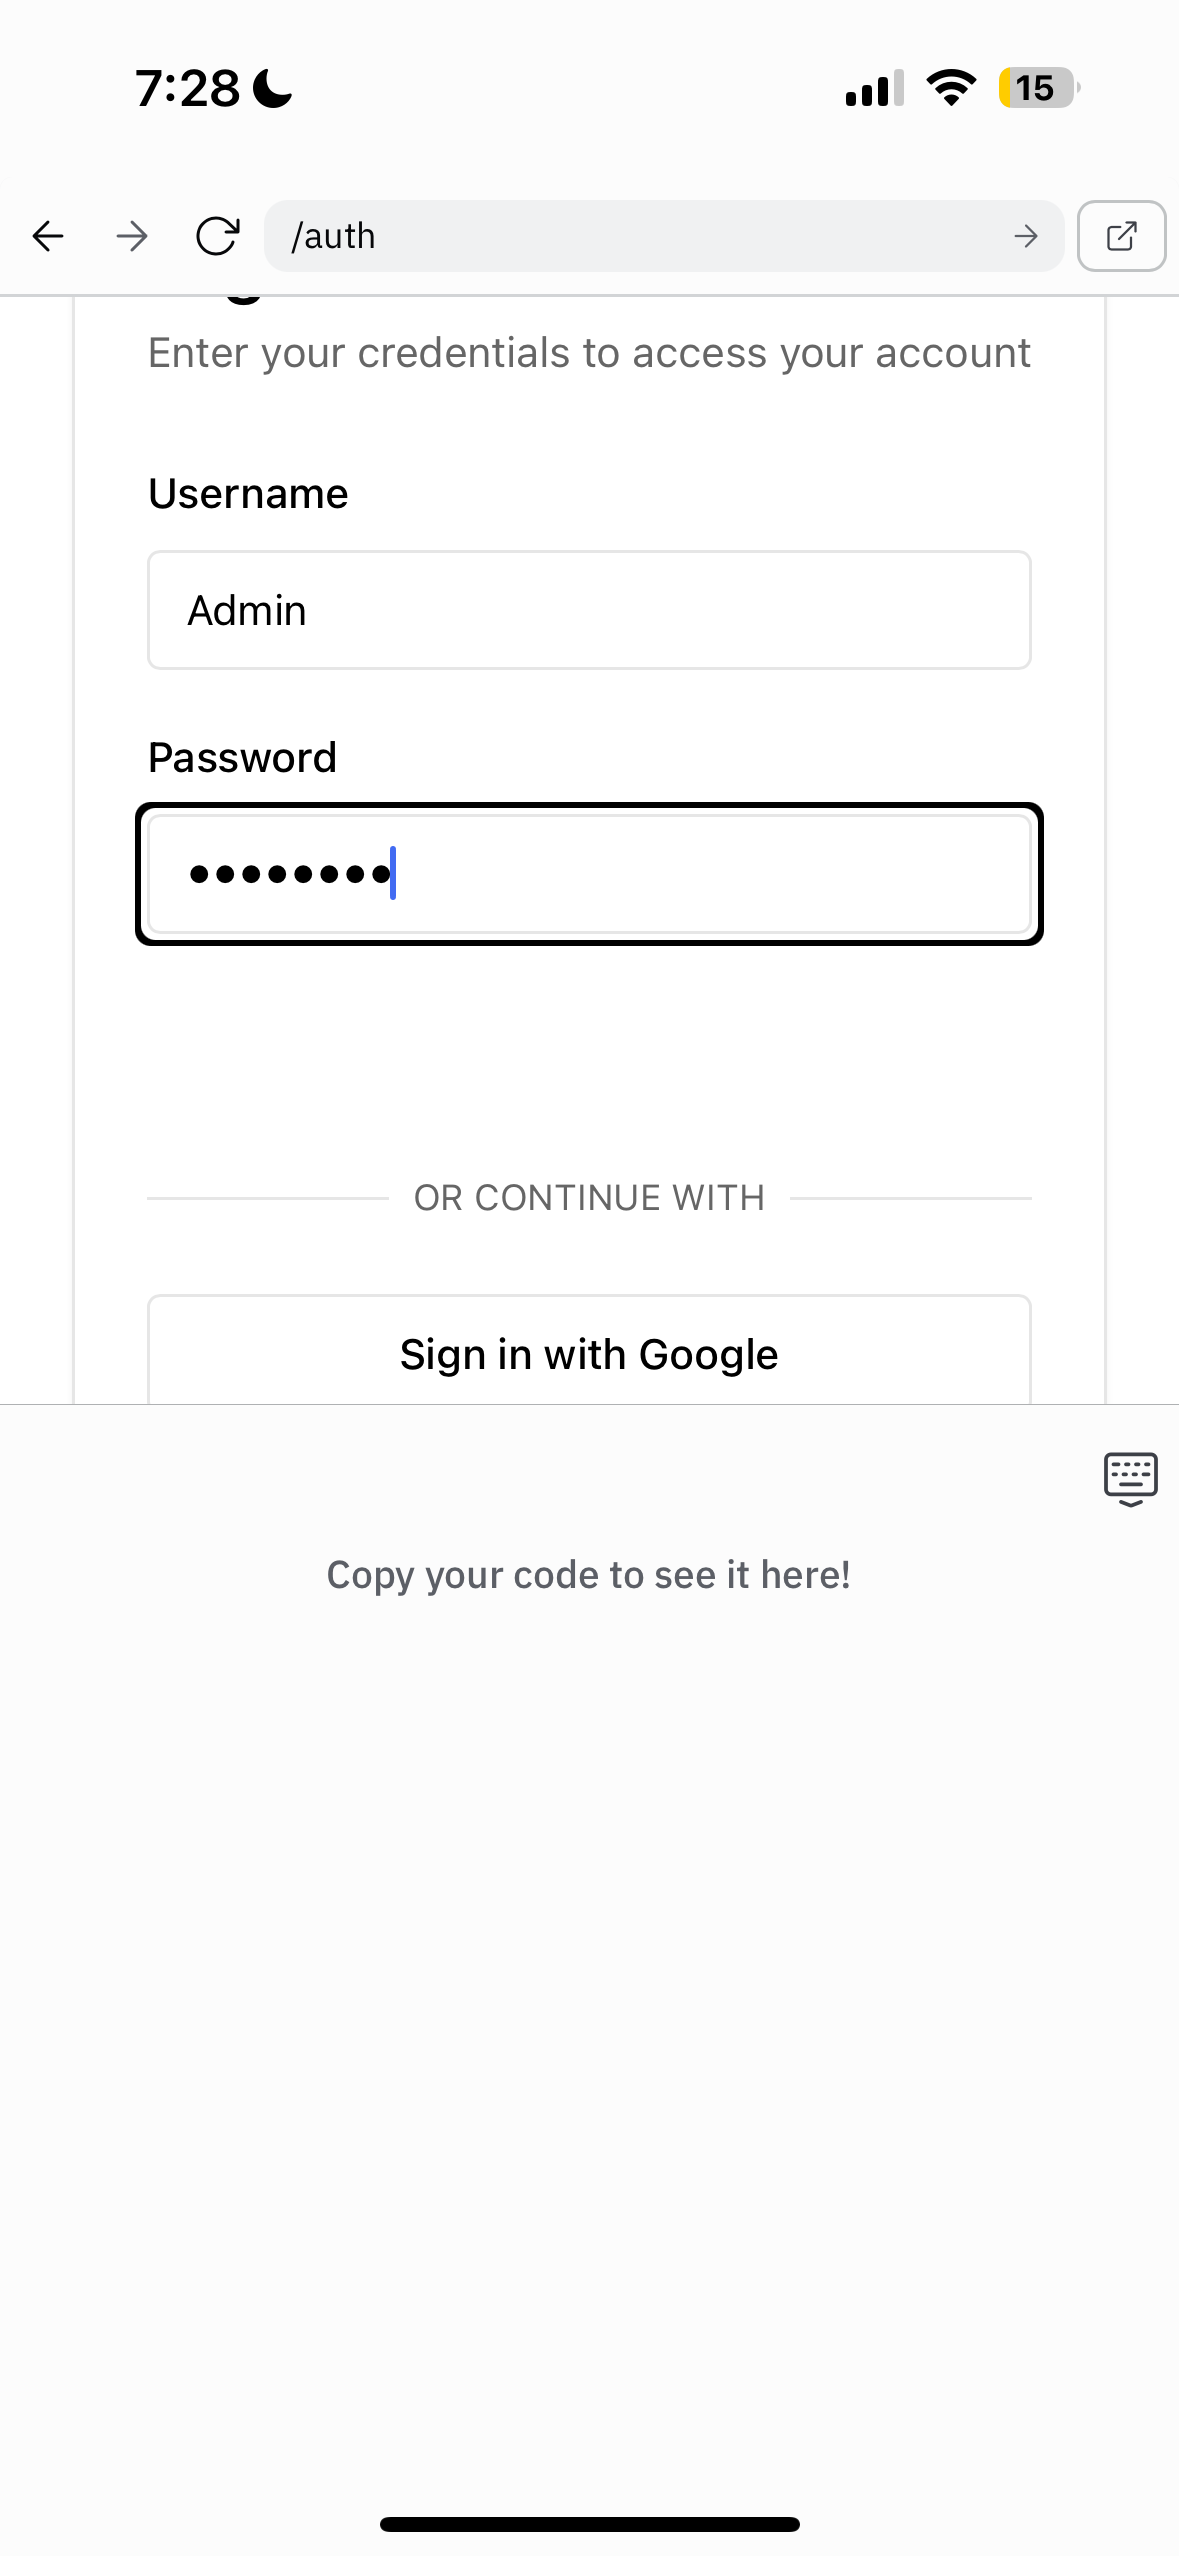 7:28
15
/auth
Enter your credentials to access your account
Username
Admin
Password
••••••••
OR CONTINUE WITH
Sign in with Google
Copy your code to see it here!